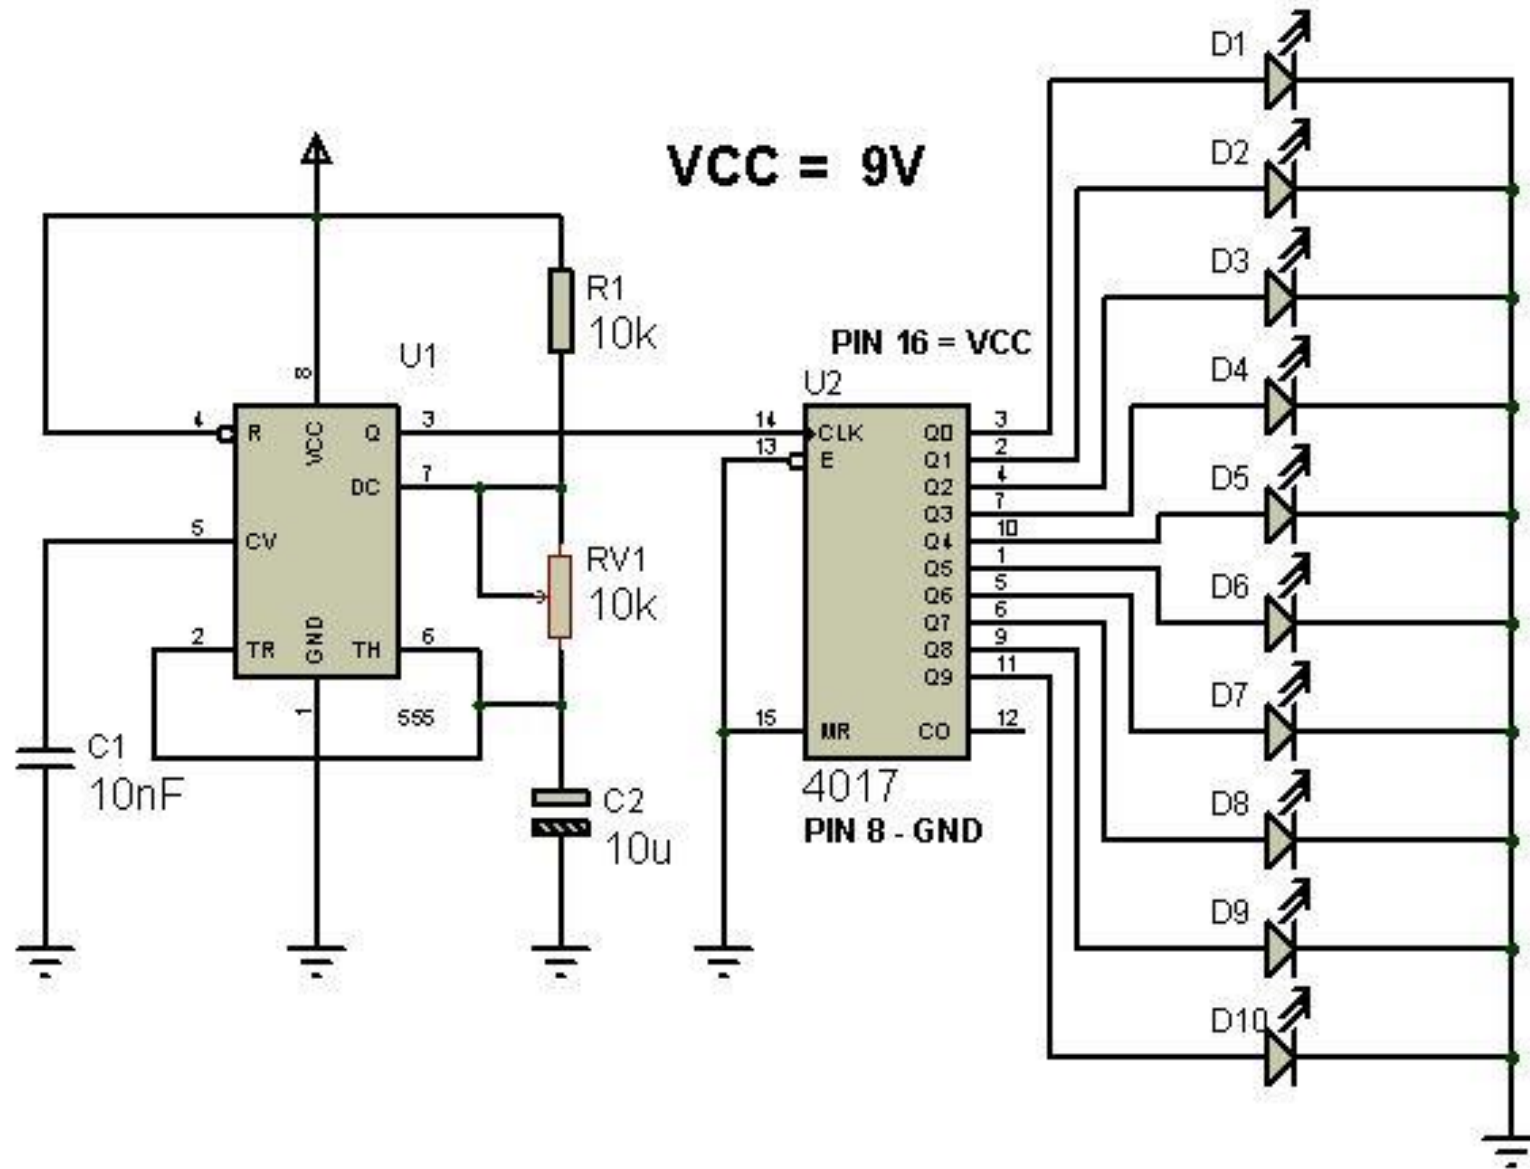 D1
D2
VCC = 9V
D3
R1
10k
PIN 16 = VCC
U1
U2
D4
8
4
R
VCC
Q
3
14
CLK
Q0
3
13
E
Q1
2
DC
7
Q2
4
Q3
7
D5
5
CV
Q4
10
Q5
1
RV1
10k
Q6
5
D6
2
TR
GND
TH
6
Q7
6
Q8
9
Q9
11
D7
1
555
15
MR
CO
12
C1
10nF
4017
PIN 8 - GND
C2
10u
D8
D9
D10